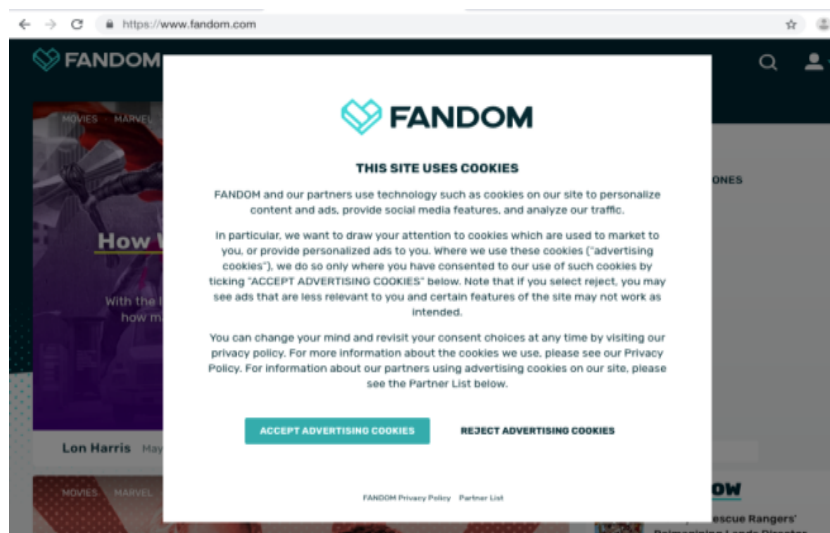 https://www.fandom.com
FANDOM
MOVIES MARVEL
ONES
How
With the
how m
Lon Harris May
MOVIES MARVEL
FANDOM
THIS SITE USES COOKIES
FANDOM and our partners use technology such as cookies on our site to personalize
content and ads, provide social media features, and analyze our traffic.
In particular, we want to draw your attention to cookies which are used to market to
you, or provide personalized ads to you. Where we use these cookies ("advertising
cookies"), we do so only where you have consented to our use of such cookies by
ticking "ACCEPT ADVERTISING COOKIES" below. Note that if you select reject, you may
see ads that are less relevant to you and certain features of the site may not work as
intended.
You can change your mind and revisit your consent choices at any time by visiting our
privacy policy. For more information about the cookies we use, please see our Privacy
Policy. For information about our partners using advertising cookies on our site, please
see the Partner List below.
ACCEPT ADVERTISING COOKIES REJECT ADVERTISING COOKIES
FANDOM Privacy Policy Partner List
OW
escue Rangers'